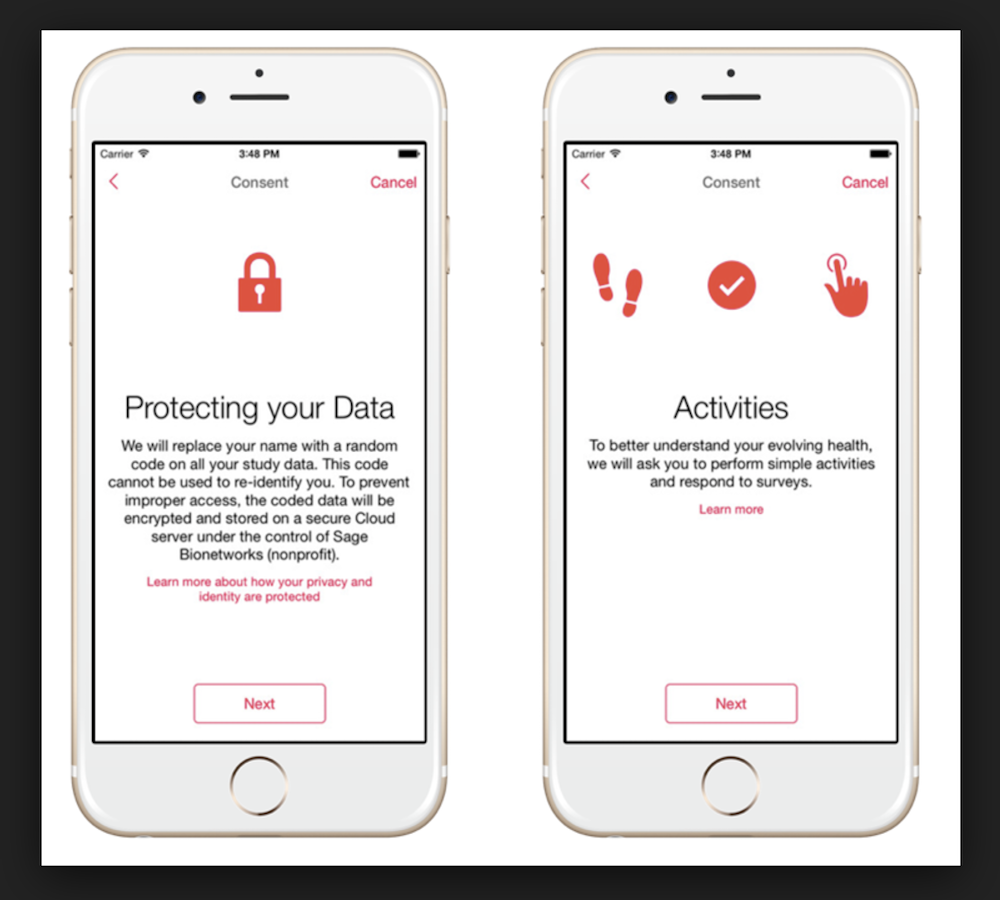 Carrier
3:48 PM
Consent
Cancel
Protecting your Data
We will replace your name with a random
code on all your study data. This code
cannot be used to re-identify you. To prevent
improper access, the coded data will be
encrypted and stored on a secure Cloud
server under the control of Sage
Bionetworks (nonprofit).
Learn more about how your privacy and
identity are protected
Next
Carrier
3:48 PM
Consent
Cancel
Activities
To better understand your evolving health,
we will ask you to perform simple activities
and respond to surveys.
Learn more
Next